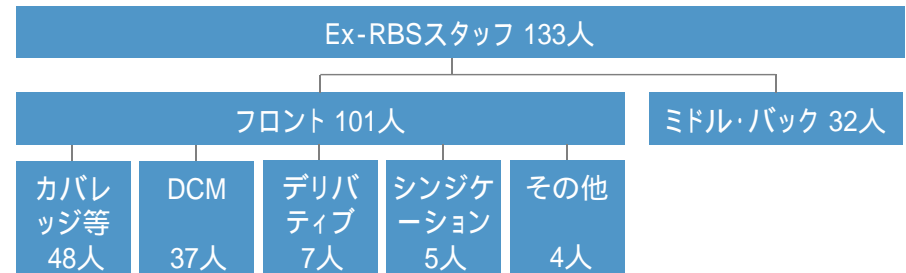 Ex-RBSスタッフ 133人
フロント 101人
ミドル・バック 32人
カバレ
ッジ等
48人
DCM
37人
デリバ
ティブ
7人
シンジケ
ーション
5人
その他
4人